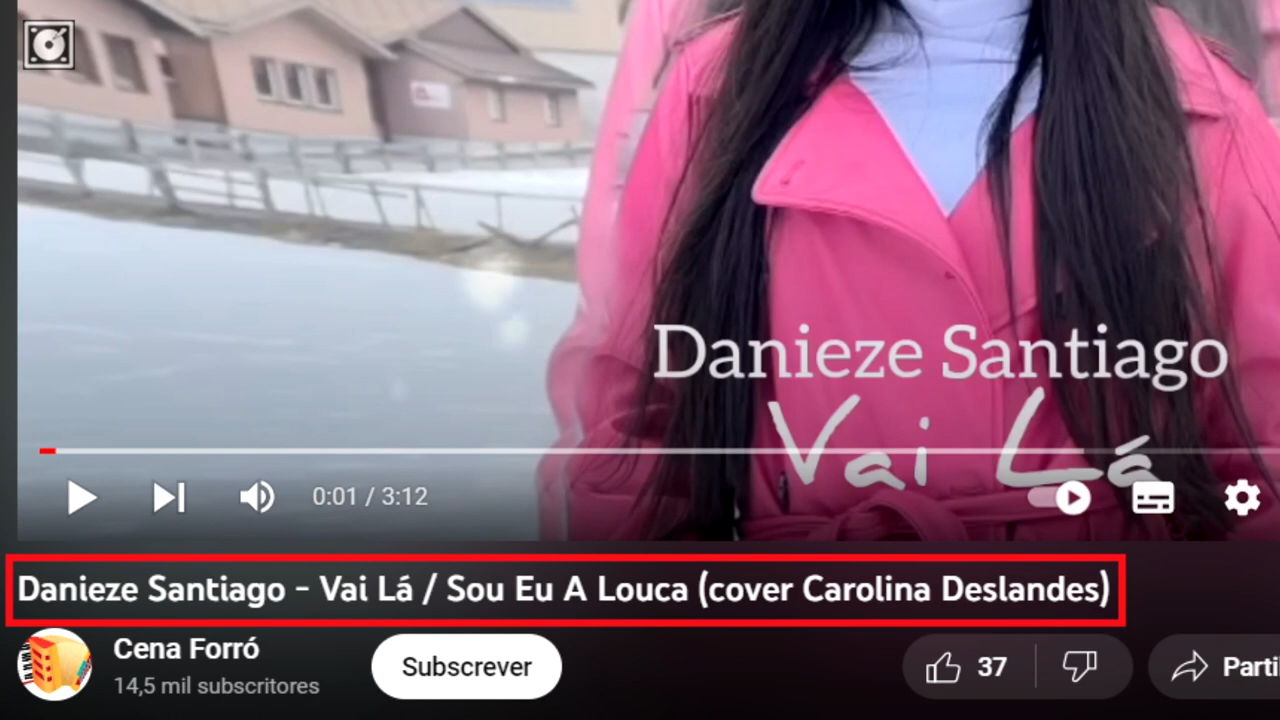 Danieze Santiago
Vai Lá
0:01 / 3:12
Danieze Santiago - Vai Lá / Sou Eu A Louca (cover Carolina Deslandes)
Cena Forró
14,5 mil subscritores
Subscrever
37
Parti